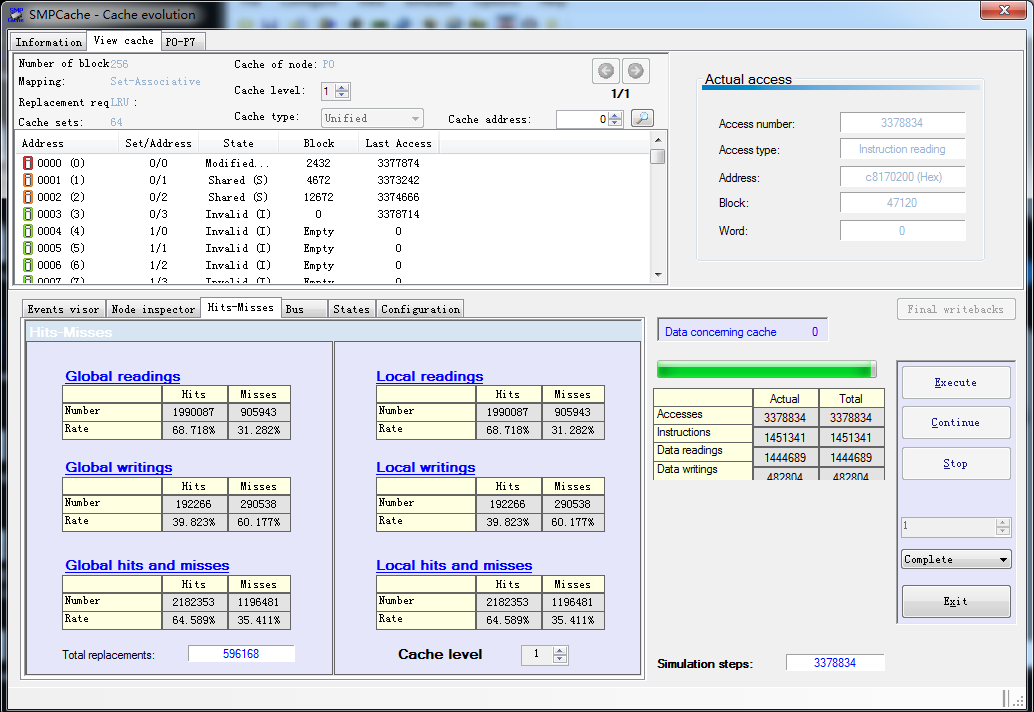 SMPCache - Cache evolution
Information View cache P0-P7
Number of block 256
Mapping: Set-Associative
Replacement req LRU :
Cache sets: 64
Cache of node: P0
Cache level: 1
Cache type: Unified
Cache address: 0
1/1
Address Set/Address State Block Last Access
0000 (0) 0/0 Modified... 2432 3377874
0001 (1) 0/1 Shared (S) 4672 3373242
0002 (2) 0/2 Shared (S) 12672 3374666
0003 (3) 0/3 Invalid (I) 0 3378714
0004 (4) 1/0 Invalid (I) Empty 0
0005 (5) 1/1 Invalid (I) Empty 0
0006 (6) 1/2 Invalid (I) Empty 0
0007 (7) 1/3 Invalid (I) Empty 0
Actual access
Access number: 3378834
Access type: Instruction reading
Address: c8170200 (Hex)
Block: 47120
Word: 0
Events visor Node inspector Hits-Misses Bus States Configuration
Hits-Misses
Global readings
Hits Misses
Number 1990087 905943
Rate 68.718% 31.282%
Global writings
Hits Misses
Number 192266 290538
Rate 39.823% 60.177%
Global hits and misses
Hits Misses
Number 2182353 1196481
Rate 64.589% 35.411%
Total replacements: 596168
Local readings
Hits Misses
Number 1990087 905943
Rate 68.718% 31.282%
Local writings
Hits Misses
Number 192266 290538
Rate 39.823% 60.177%
Local hits and misses
Hits Misses
Number 2182353 1196481
Rate 64.589% 35.411%
Cache level 1
Data concerning cache 0
Actual Total
Accesses 3378834 3378834
Instructions 1451341 1451341
Data readings 1444689 1444689
Data writings 482804 482804
Simulation steps: 3378834
Final writebacks
Execute
Continue
Stop
1
Complete
Exit